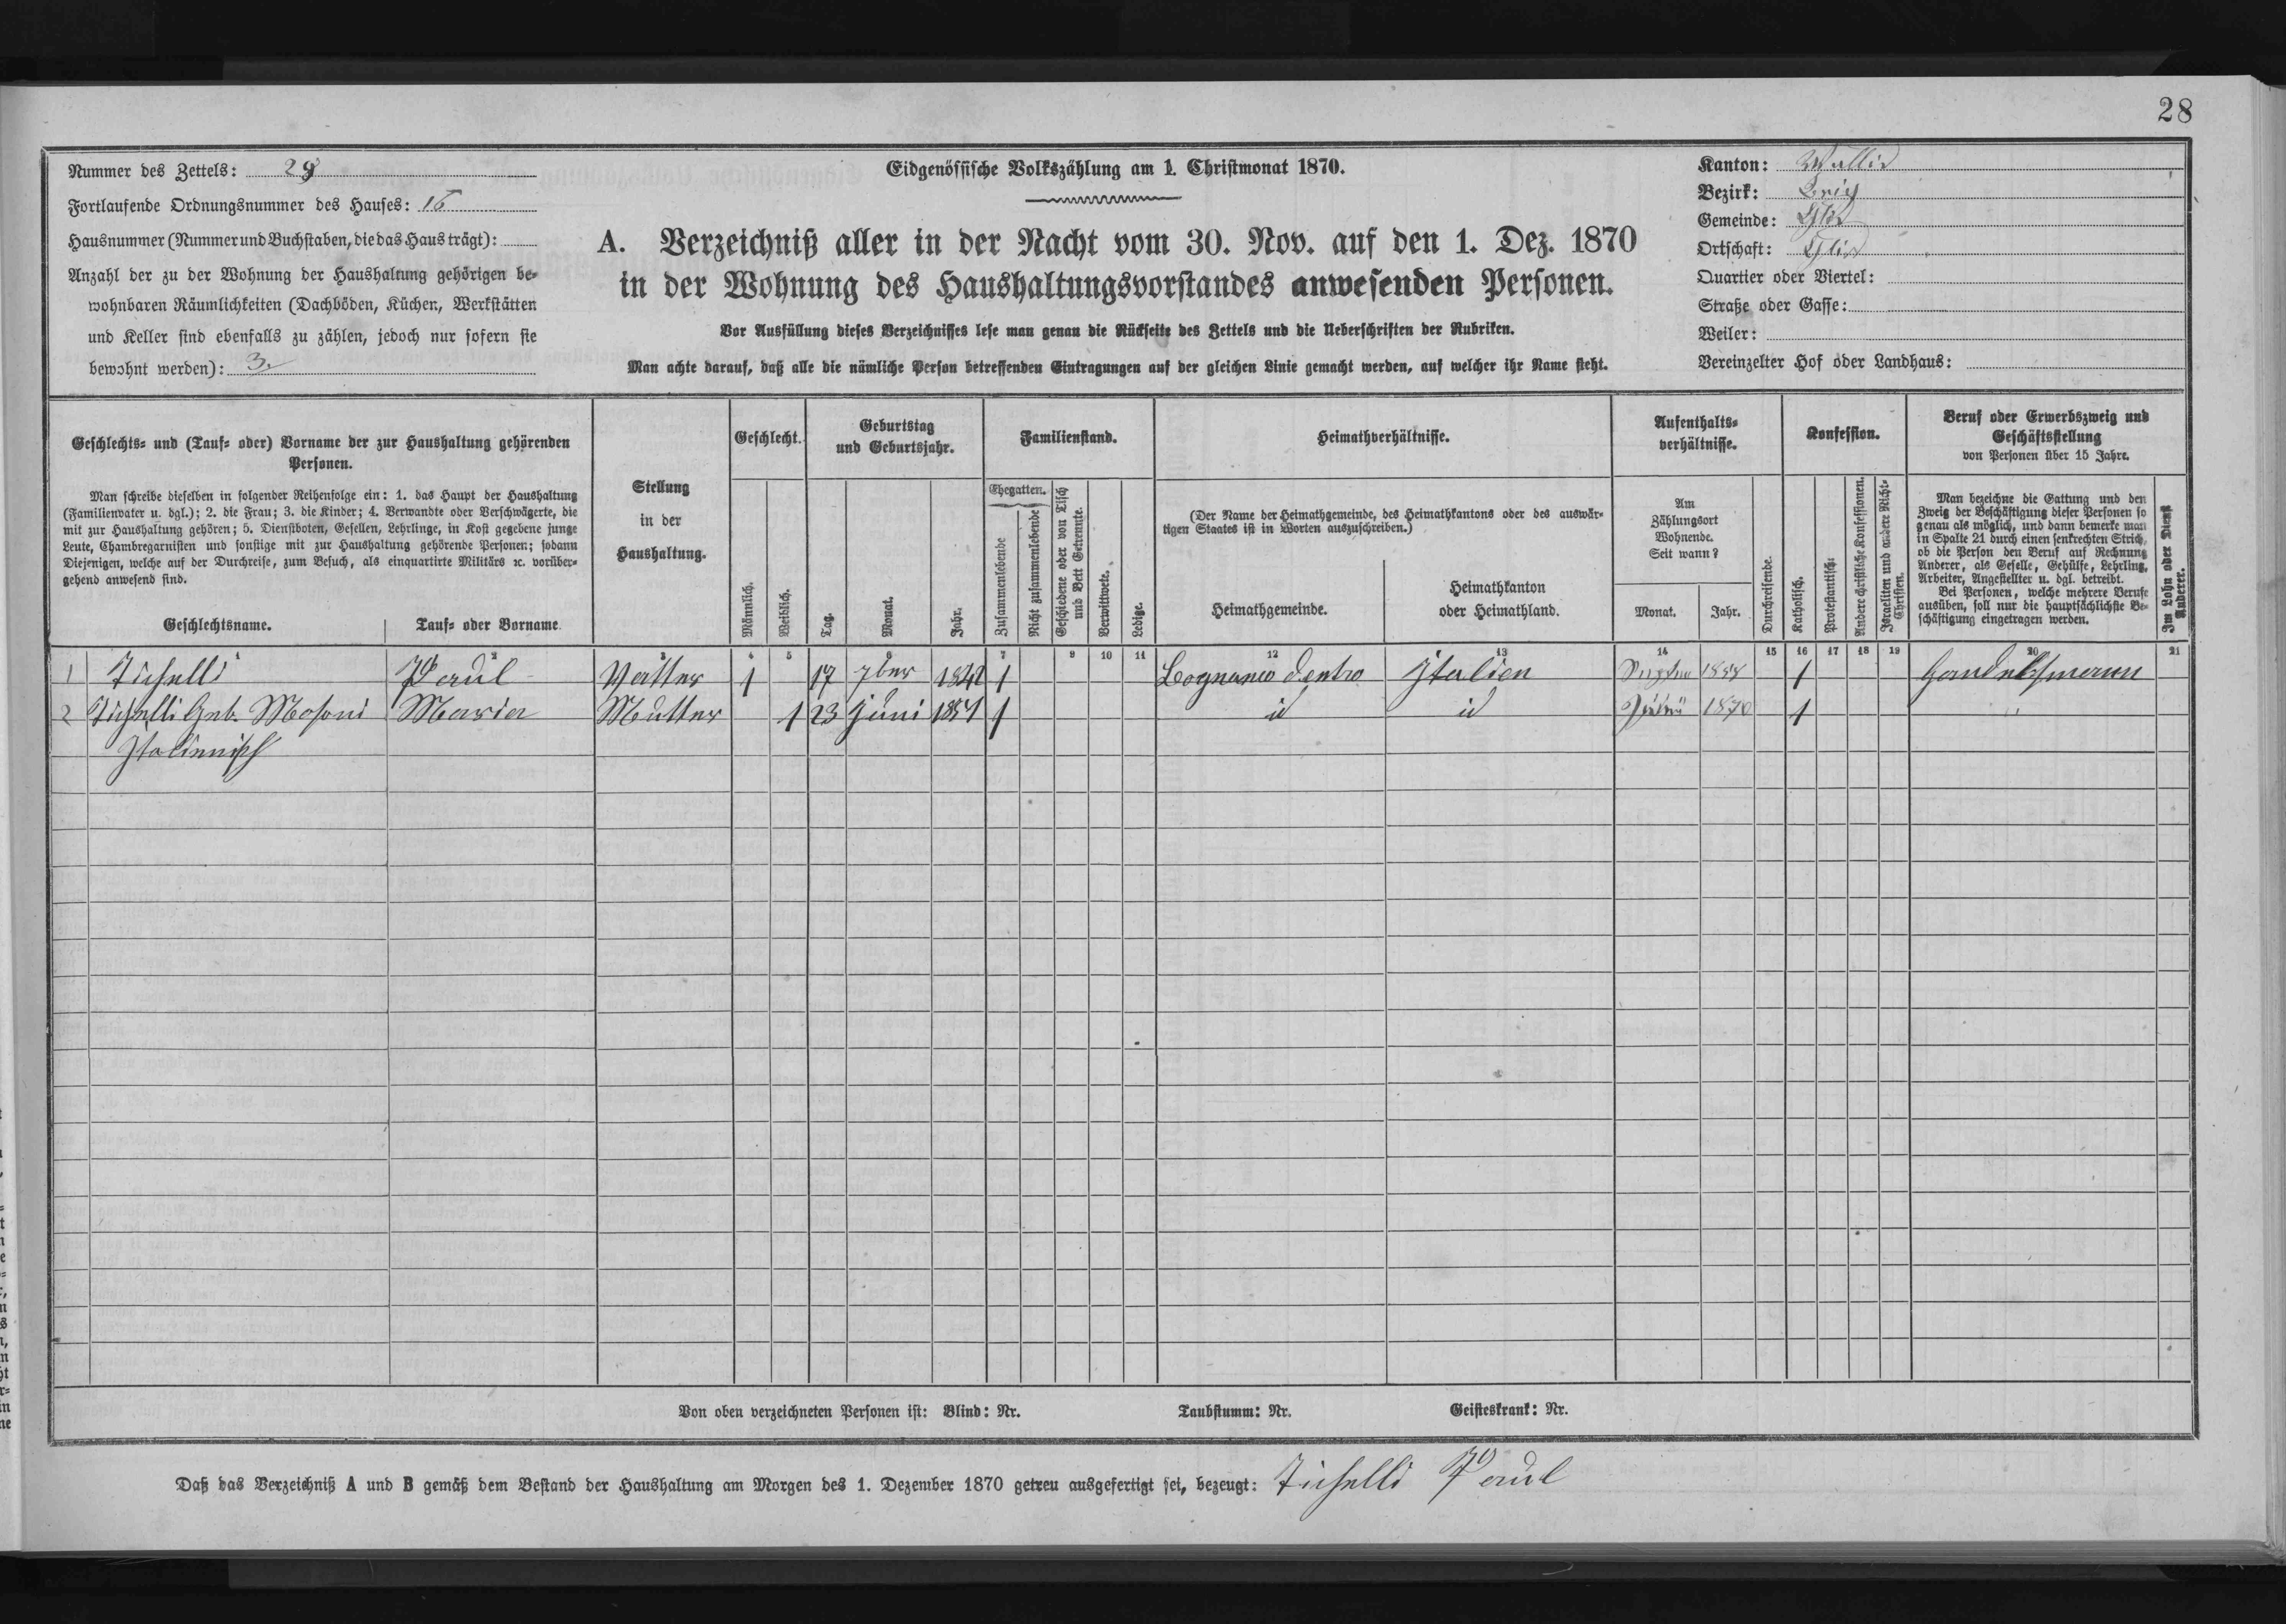 28
Nummer des Zettels: 28
Fortlaufende Ordnungsnummer des Hauses: 16
Hausnummer (Nummer und Buchstaben, die das Haus trägt):
Anzahl der zu der Wohnung der Haushaltung gehörigen be-
wohnbaren Räumlichkeiten (Dachböden, Küchen, Werkstätten
und Keller sind ebenfalls zu zählen, jedoch nur sofern sie
bewohnt werden): 3.
Eidgenössische Volkszählung am 1. Christmonat 1870.
A. Verzeichniß aller in der Nacht vom 30. Nov. auf den 1. Dez. 1870
in der Wohnung des Haushaltungsvorstandes anwesenden Personen.
Vor Ausfüllung dieses Verzeichnisses lese man genau die Rückseite des Zettels und die Ueberschriften der Rubriken.
Man achte darauf, daß alle die nämliche Person betreffenden Eintragungen auf der gleichen Linie gemacht werden, auf welcher ihr Name steht.
Kanton: Wallis
Bezirk: Brig
Gemeinde: Glis
Ortschaft: Glis
Quartier oder Viertel:
Straße oder Gasse:
Weiler:
Vereinzelter Hof oder Landhaus:
Geschlechts- und (Tauf- oder) Vorname der zur Haushaltung gehörenden
Personen.
Man schreibe dieselben in folgender Reihenfolge ein: 1. das Haupt der Haushaltung
(Familienvater u. dgl.); 2. die Frau; 3. die Kinder; 4. Verwandte oder Verschwägerte, die
mit zur Haushaltung gehören; 5. Dienstboten, Gesellen, Lehrlinge, in Kost gegebene junge
Leute, Chambregarnisten und sonstige mit zur Haushaltung gehörende Personen; sodann
Diejenigen, welche auf der Durchreise, zum Besuch, als einquartirte Militärs ꝛc. vorüber-
gehend anwesend sind.
Geschlechtsname.
Tauf- oder Vorname
Stellung
in der
Haushaltung.
Geschlecht.
Männlich.
Weiblich.
Geburtstag
und Geburtsjahr.
Tag.
Monat.
Jahr.
Familienstand.
Ehegatten.
Zusammenlebende
Nicht zusammenlebende
Geschiedene oder von Tisch
und Bett Getrennte.
Verwittwete.
Ledige.
Heimathverhältnisse.
(Der Name der Heimathgemeinde, des Heimathkantons oder des auswär-
tigen Staates ist in Worten auszuschreiben.)
Heimathgemeinde.
Heimathkanton
oder Heimathland.
Aufenthalts-
verhältnisse.
Am
Zählungsort
Wohnende.
Seit wann?
Monat.
Jahr.
Durchreisende.
Konfession.
Katholisch.
Protestantisch.
Andere christliche Konfessionen.
Israeliten und andere Nicht-
Christen.
Beruf oder Erwerbszweig und
Geschäftsstellung
von Personen über 15 Jahre.
Man bezeichne die Gattung und den
Zweig der Beschäftigung dieser Personen so
genau als möglich, und dann bemerke man
in Spalte 21 durch einen senkrechten Strich,
ob die Person den Beruf auf Rechnung
Anderer, als Geselle, Gehülfe, Lehrling,
Arbeiter, Angestellter u. dgl. betreibt.
Bei Personen, welche mehrere Berufe
ausüben, soll nur die hauptsächlichste Be-
schäftigung eingetragen werden.
Im Lohn oder Dienst
Anderer.
1 2 3 4 5 6 7 9 10 11 12 13 14 15 16 17 18 19 20 21
1 Tichelli Paul Vatter 1 17 7ber 1842 1 Bognanco dentro Italien 1858 1 Handelsmann
2 Tichelli Geb. Mosoni Maria Mutter 1 23 Juni 1851 1 id id 1870 1 "
Italienisch
Von oben verzeichneten Personen ist: Blind: Nr. Taubstumm: Nr. Geisteskrank: Nr.
Daß das Verzeichniß A und B gemäß dem Bestand der Haushaltung am Morgen des 1. Dezember 1870 getreu ausgefertigt sei, bezeugt: Tichelli Paul